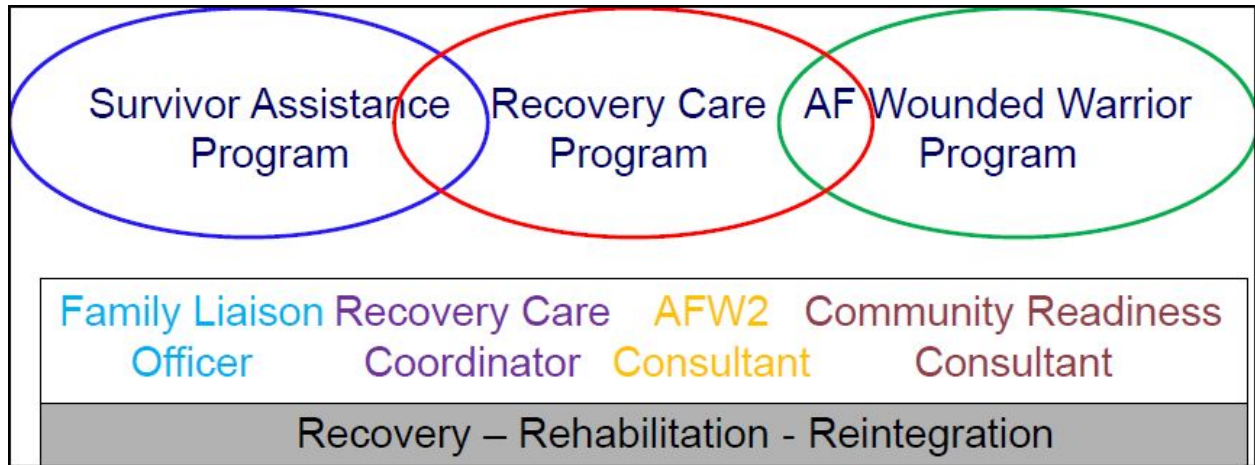 Survivor Assistance Program
Recovery Care Program
AF Wounded Warrior Program
Family Liaison Officer
Recovery Care Coordinator
AFW2 Consultant
Community Readiness Consultant
Recovery – Rehabilitation - Reintegration